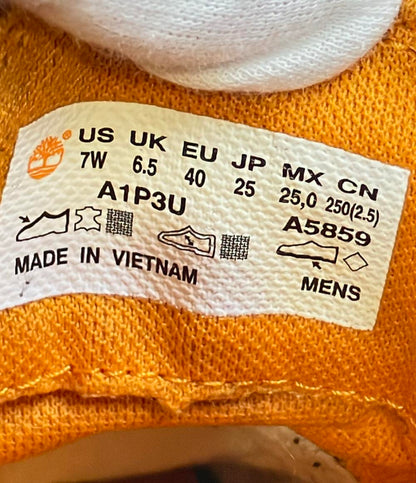 ® US UK EU JP MX CN
7W 6.5 40 25 25,0 250(2.5)
A1P3U A5859
MADE IN VIETNAM MENS